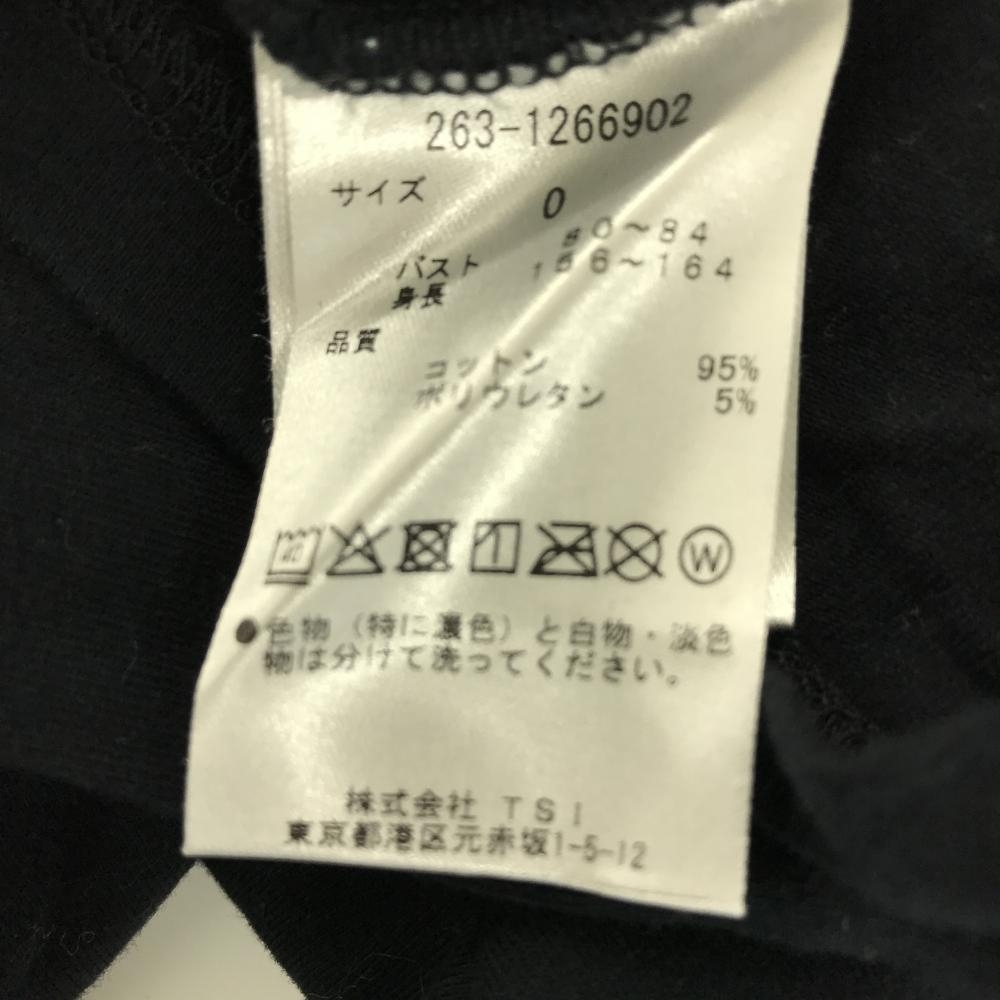 263-1266902
サイズ 0
バスト 80～84
身長 156～164
品質
コットン 95%
ポリウレタン 5%
W
●色物（特に濃色）と白物・淡色
物は分けて洗ってください。
株式会社 TSI
東京都港区元赤坂1-5-12